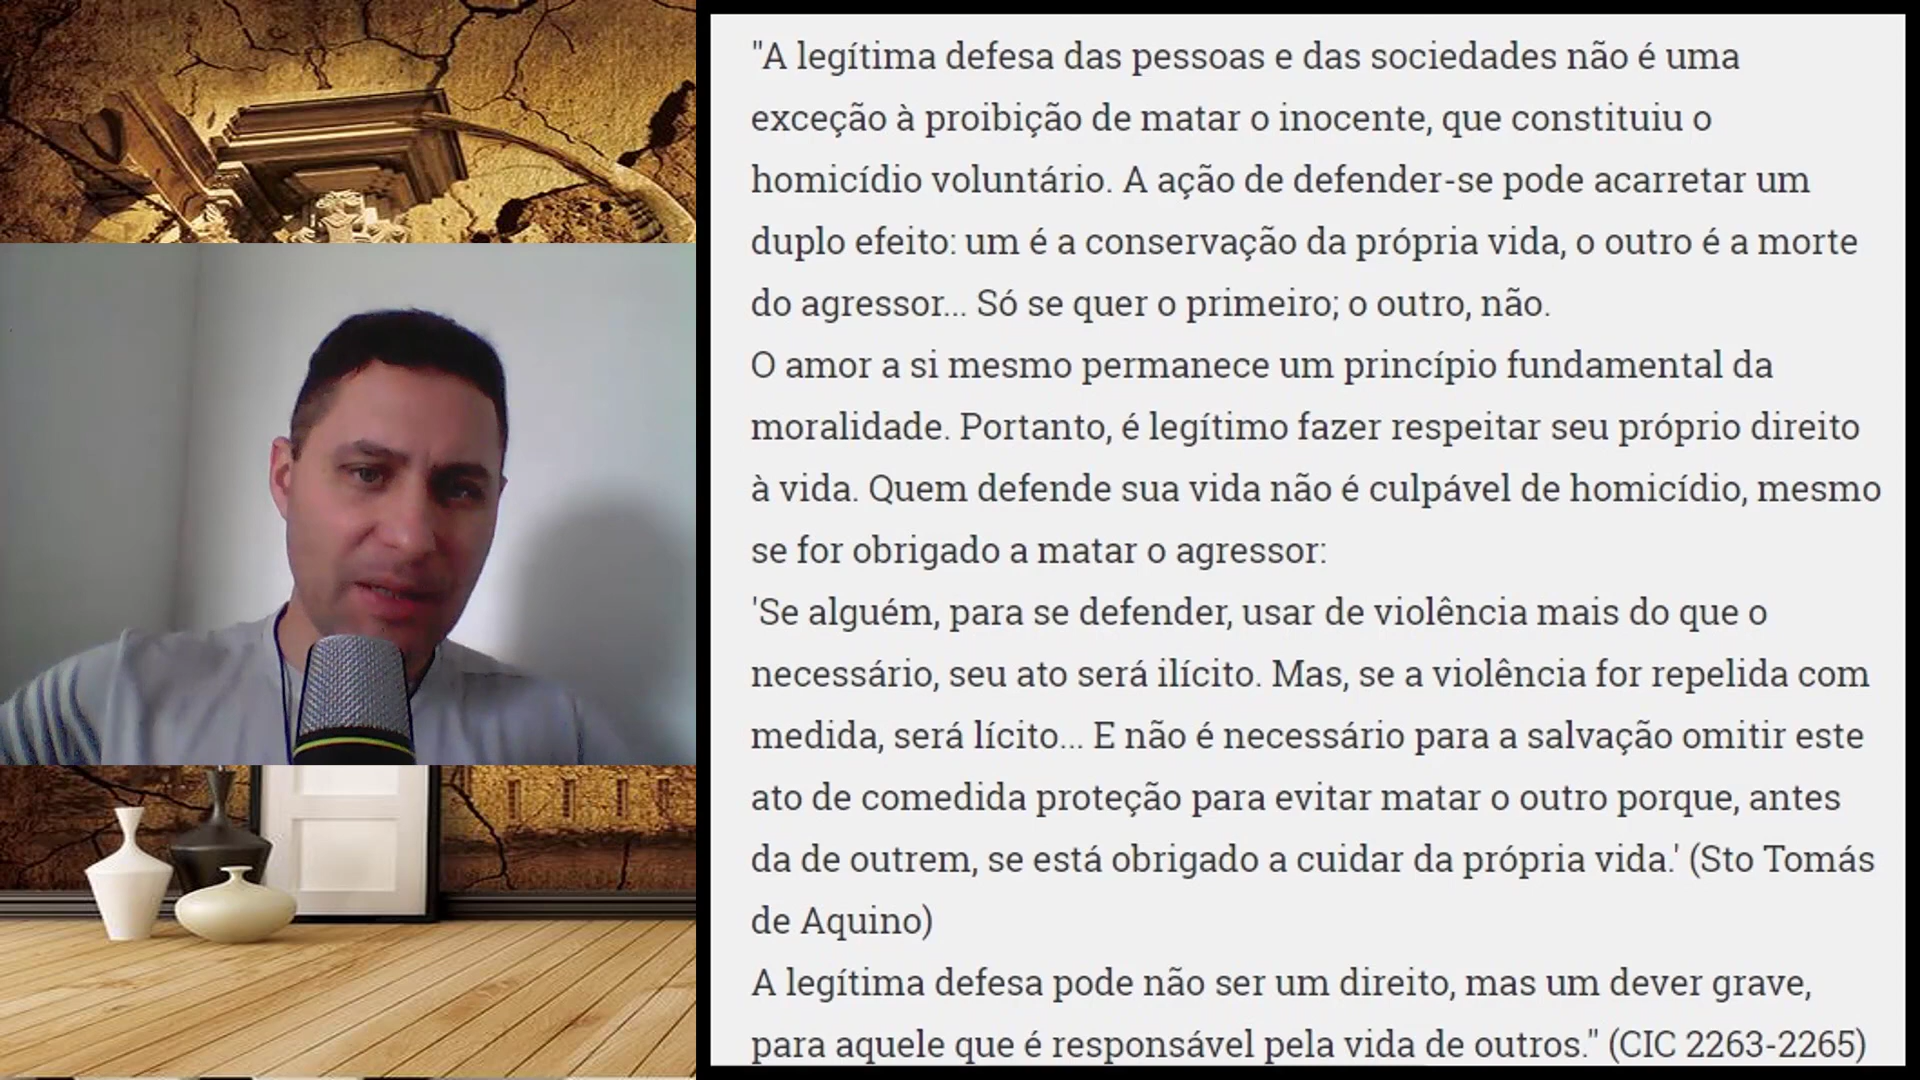 "A legítima defesa das pessoas e das sociedades não é uma
exceção à proibição de matar o inocente, que constituiu o
homicídio voluntário. A ação de defender-se pode acarretar um
duplo efeito: um é a conservação da própria vida, o outro é a morte
do agressor... Só se quer o primeiro; o outro, não.
O amor a si mesmo permanece um princípio fundamental da
moralidade. Portanto, é legítimo fazer respeitar seu próprio direito
à vida. Quem defende sua vida não é culpável de homicídio, mesmo
se for obrigado a matar o agressor:
'Se alguém, para se defender, usar de violência mais do que o
necessário, seu ato será ilícito. Mas, se a violência for repelida com
medida, será lícito... E não é necessário para a salvação omitir este
ato de comedida proteção para evitar matar o outro porque, antes
da de outrem, se está obrigado a cuidar da própria vida.' (Sto Tomás
de Aquino)
A legítima defesa pode não ser um direito, mas um dever grave,
para aquele que é responsável pela vida de outros." (CIC 2263-2265)